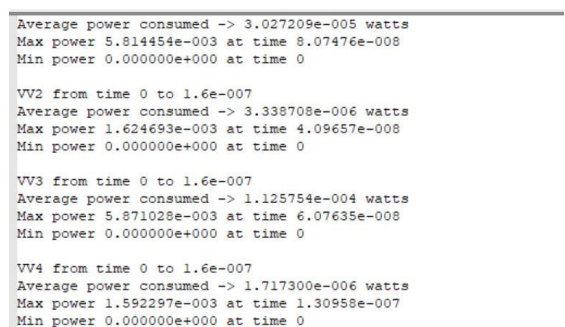 Average power consumed -> 3.027209e-005 watts
Max power 5.814454e-003 at time 8.07476e-008
Min power 0.000000e+000 at time 0
VV2 from time 0 to 1.6e-007
Average power consumed -> 3.338708e-006 watts
Max power 1.624693e-003 at time 4.09657e-008
Min power 0.000000e+000 at time 0
VV3 from time 0 to 1.6e-007
Average power consumed -> 1.125754e-004 watts
Max power 5.871028e-003 at time 6.07635e-008
Min power 0.000000e+000 at time 0
VV4 from time 0 to 1.6e-007
Average power consumed -> 1.717300e-006 watts
Max power 1.592297e-003 at time 1.30958e-007
Min power 0.000000e+000 at time 0